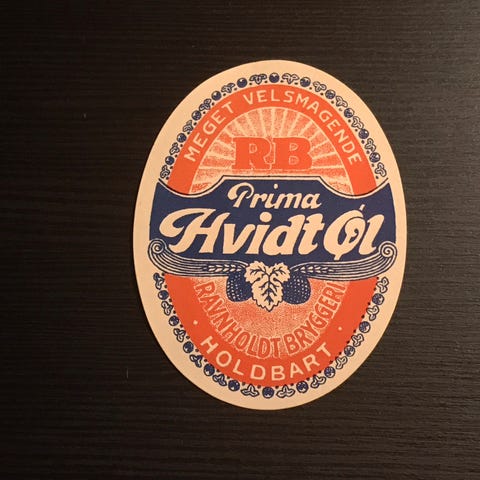 MEGET VELSMAGENDE
RB
Prima
Hvidt Øl
RAVNHOLDT BRYGGERI
· HOLDBART ·